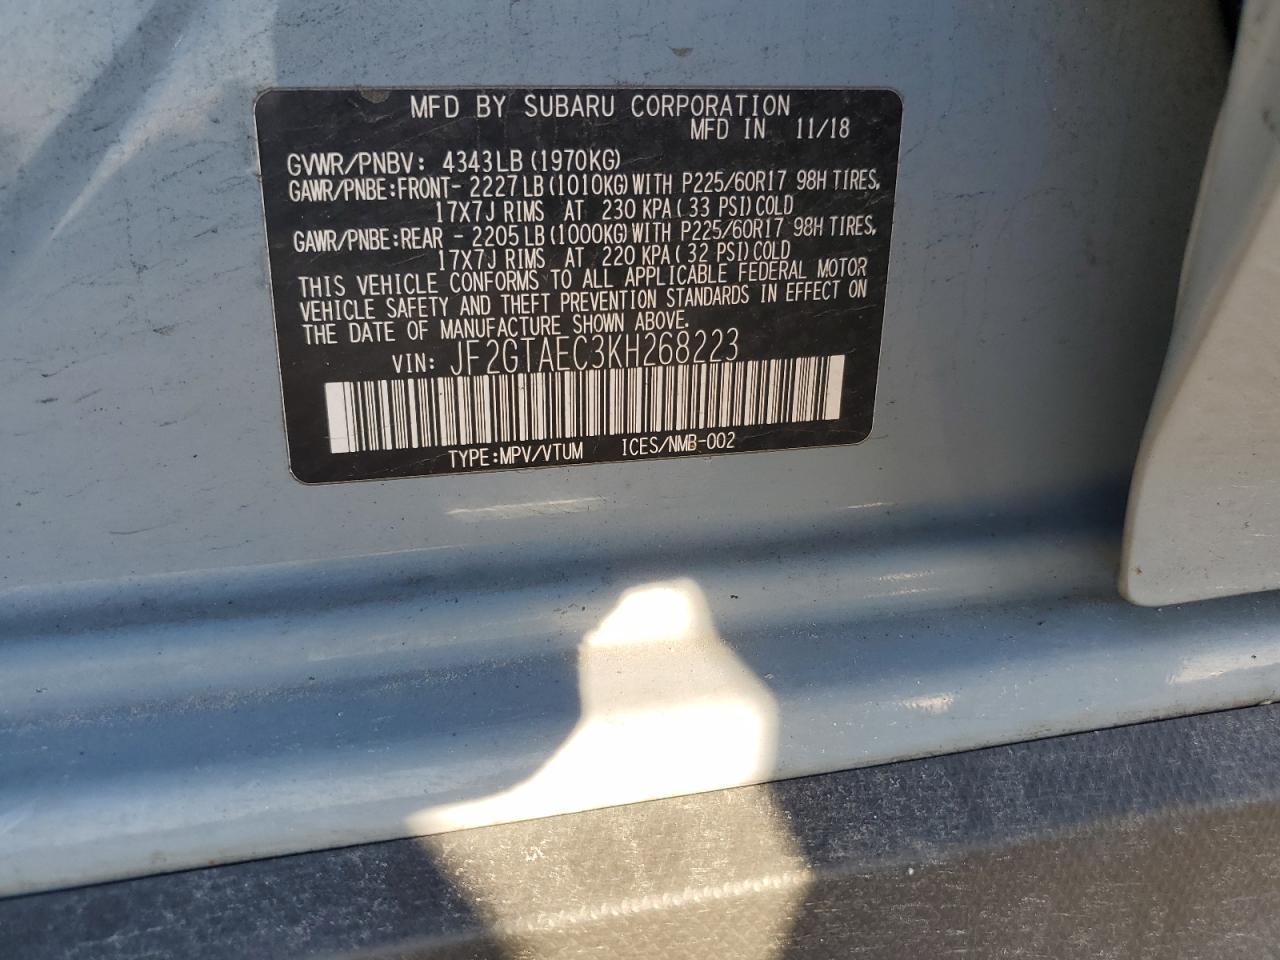 MFD BY SUBARU CORPORATION
MFD IN 11/18
GVWR/PNBV: 4343LB(1970KG)
GAWR/PNBE:FRONT- 2227LB(1010KG)WITH P225/60R17 98H TIRES,
17X7J RIMS AT 230 KPA(33 PSI)COLD
GAWR/PNBE:REAR - 2205LB(1000KG)WITH P225/60R17 98H TIRES,
17X7J RIMS AT 220 KPA(32 PSI)COLD
THIS VEHICLE CONFORMS TO ALL APPLICABLE FEDERAL MOTOR
VEHICLE SAFETY AND THEFT PREVENTION STANDARDS IN EFFECT ON
THE DATE OF MANUFACTURE SHOWN ABOVE.
VIN: JF2GTAEC3KH268223
TYPE:MPV/VTUM ICES/NMB-002